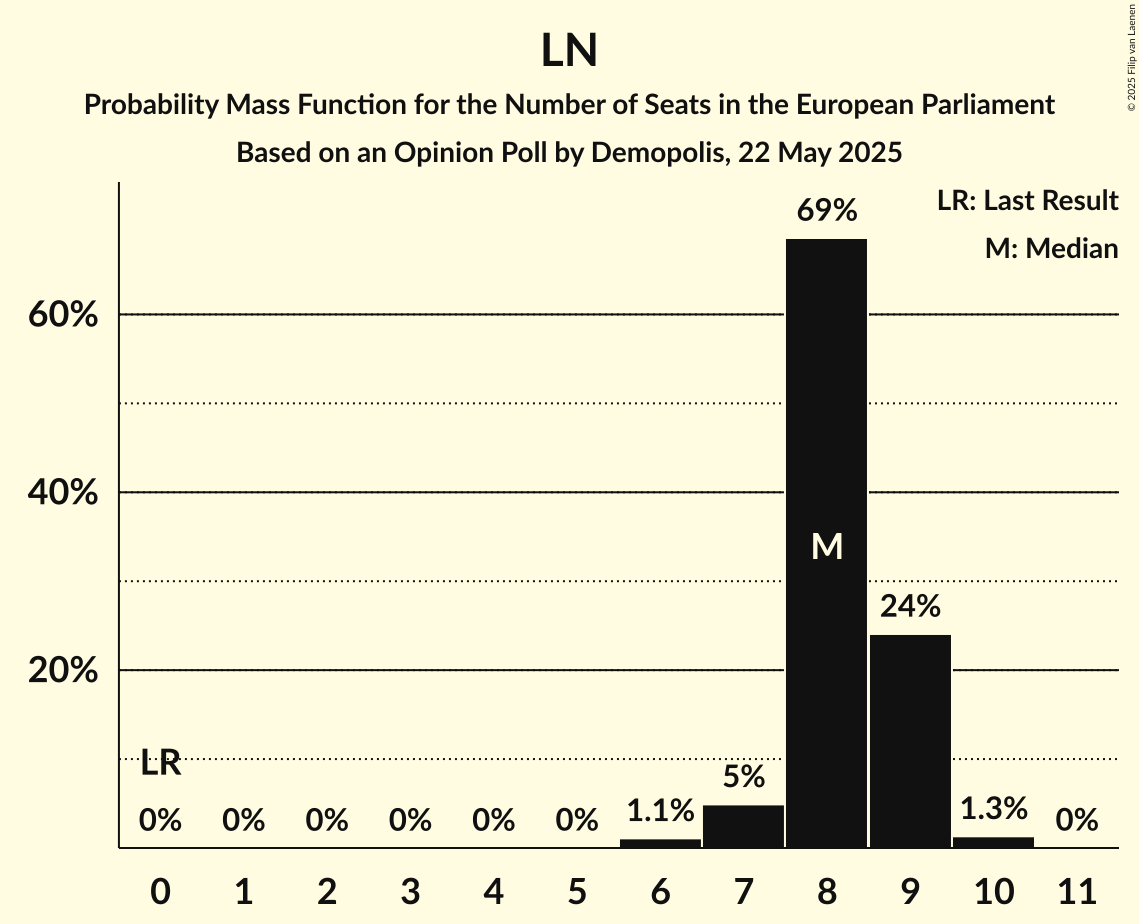 LN
Probability Mass Function for the Number of Seats in the European Parliament
Based on an Opinion Poll by Demopolis, 22 May 2025
© 2025 Filip van Laenen
LR: Last Result
M: Median
69%
60%
40%
M
24%
20%
LR
5%
0% 0% 0% 0% 0% 0% 1.1% 1.3% 0%
0 1 2 3 4 5 6 7 8 9 10 11